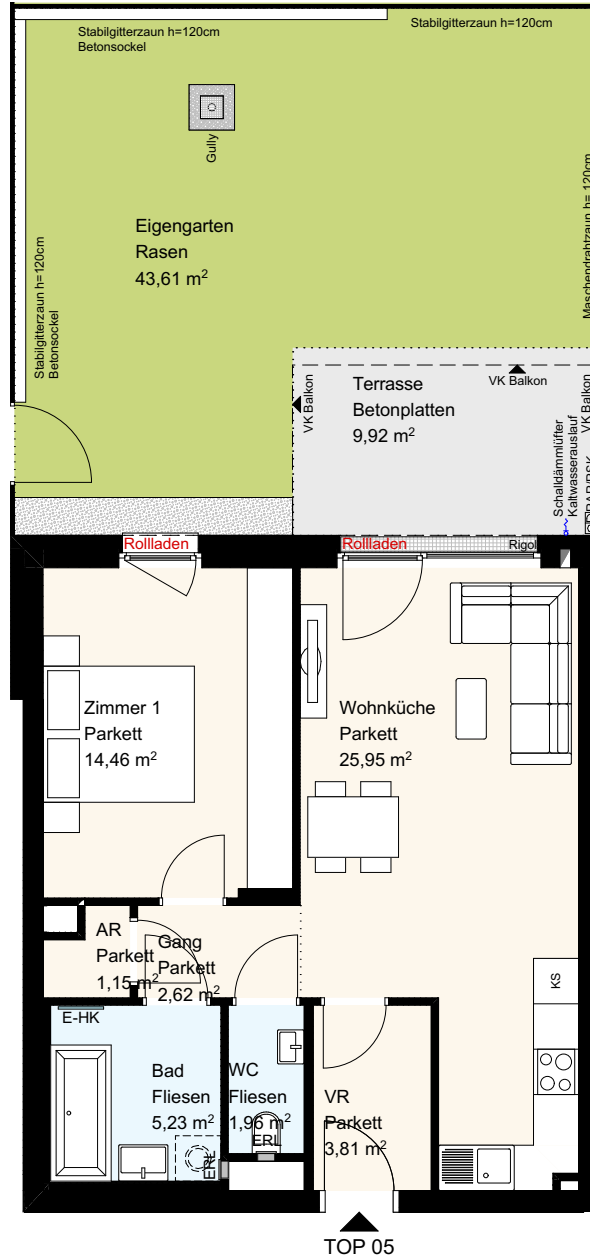 Stabilgitterzaun h=120cm
Betonsockel
Stabilgitterzaun h=120cm
Gully
Maschendrahtzaun h= 120cm
Eigengarten
Rasen
43,61 m²
Stabilgitterzaun h=120cm
Betonsockel
Terrasse
Betonplatten
9,92 m²
VK Balkon
VK Balkon
VK Balkon
Schalldämmlüfter
Kaltwasserauslauf
Rollladen
Rollladen
Rigol
Zimmer 1
Parkett
14,46 m²
Wohnküche
Parkett
25,95 m²
AR
Parkett
1,15 m²
Gang
Parkett
2,62 m²
KS
E-HK
Bad
Fliesen
5,23 m²
WC
Fliesen
1,96 m²
ERL
ERL
VR
Parkett
3,81 m²
TOP 05